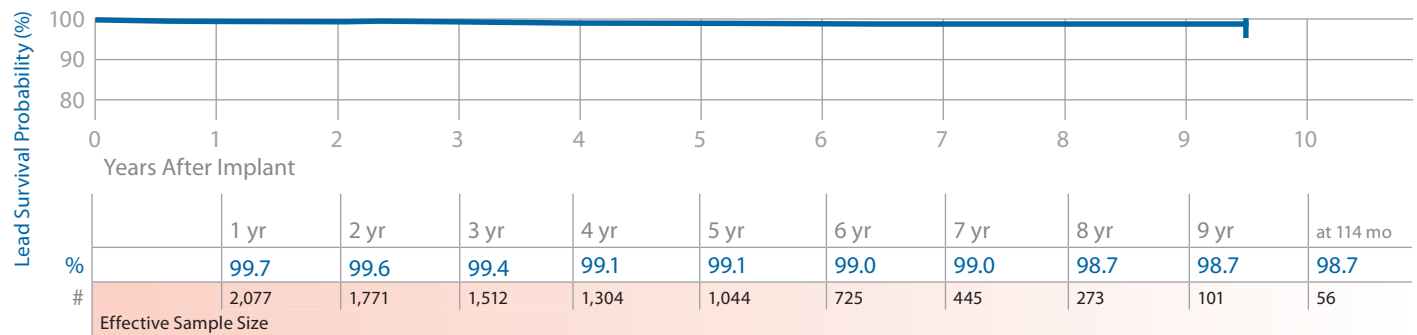 Lead Survival Probability (%)
100
90
80
0 1 2 3 4 5 6 7 8 9 10
Years After Implant
1 yr 2 yr 3 yr 4 yr 5 yr 6 yr 7 yr 8 yr 9 yr at 114 mo
% 99.7 99.6 99.4 99.1 99.1 99.0 99.0 98.7 98.7 98.7
# 2,077 1,771 1,512 1,304 1,044 725 445 273 101 56
Effective Sample Size